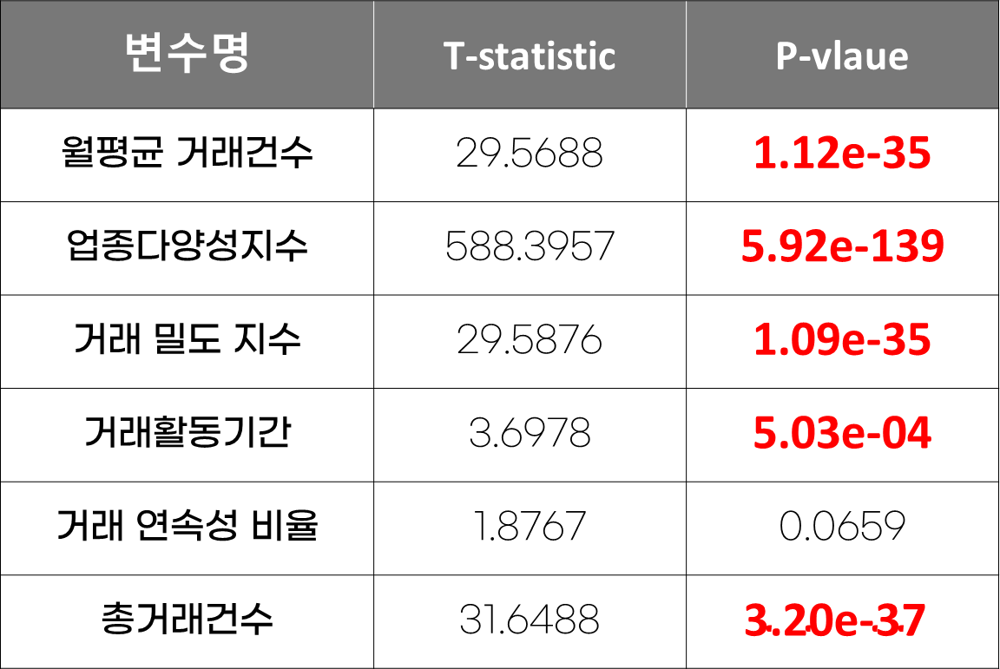 변수명 T-statistic P-vlaue
월평균 거래건수 29.5688 1.12e-35
업종다양성지수 588.3957 5.92e-139
거래 밀도 지수 29.5876 1.09e-35
거래활동기간 3.6978 5.03e-04
거래 연속성 비율 1.8767 0.0659
총거래건수 31.6488 3.20e-37